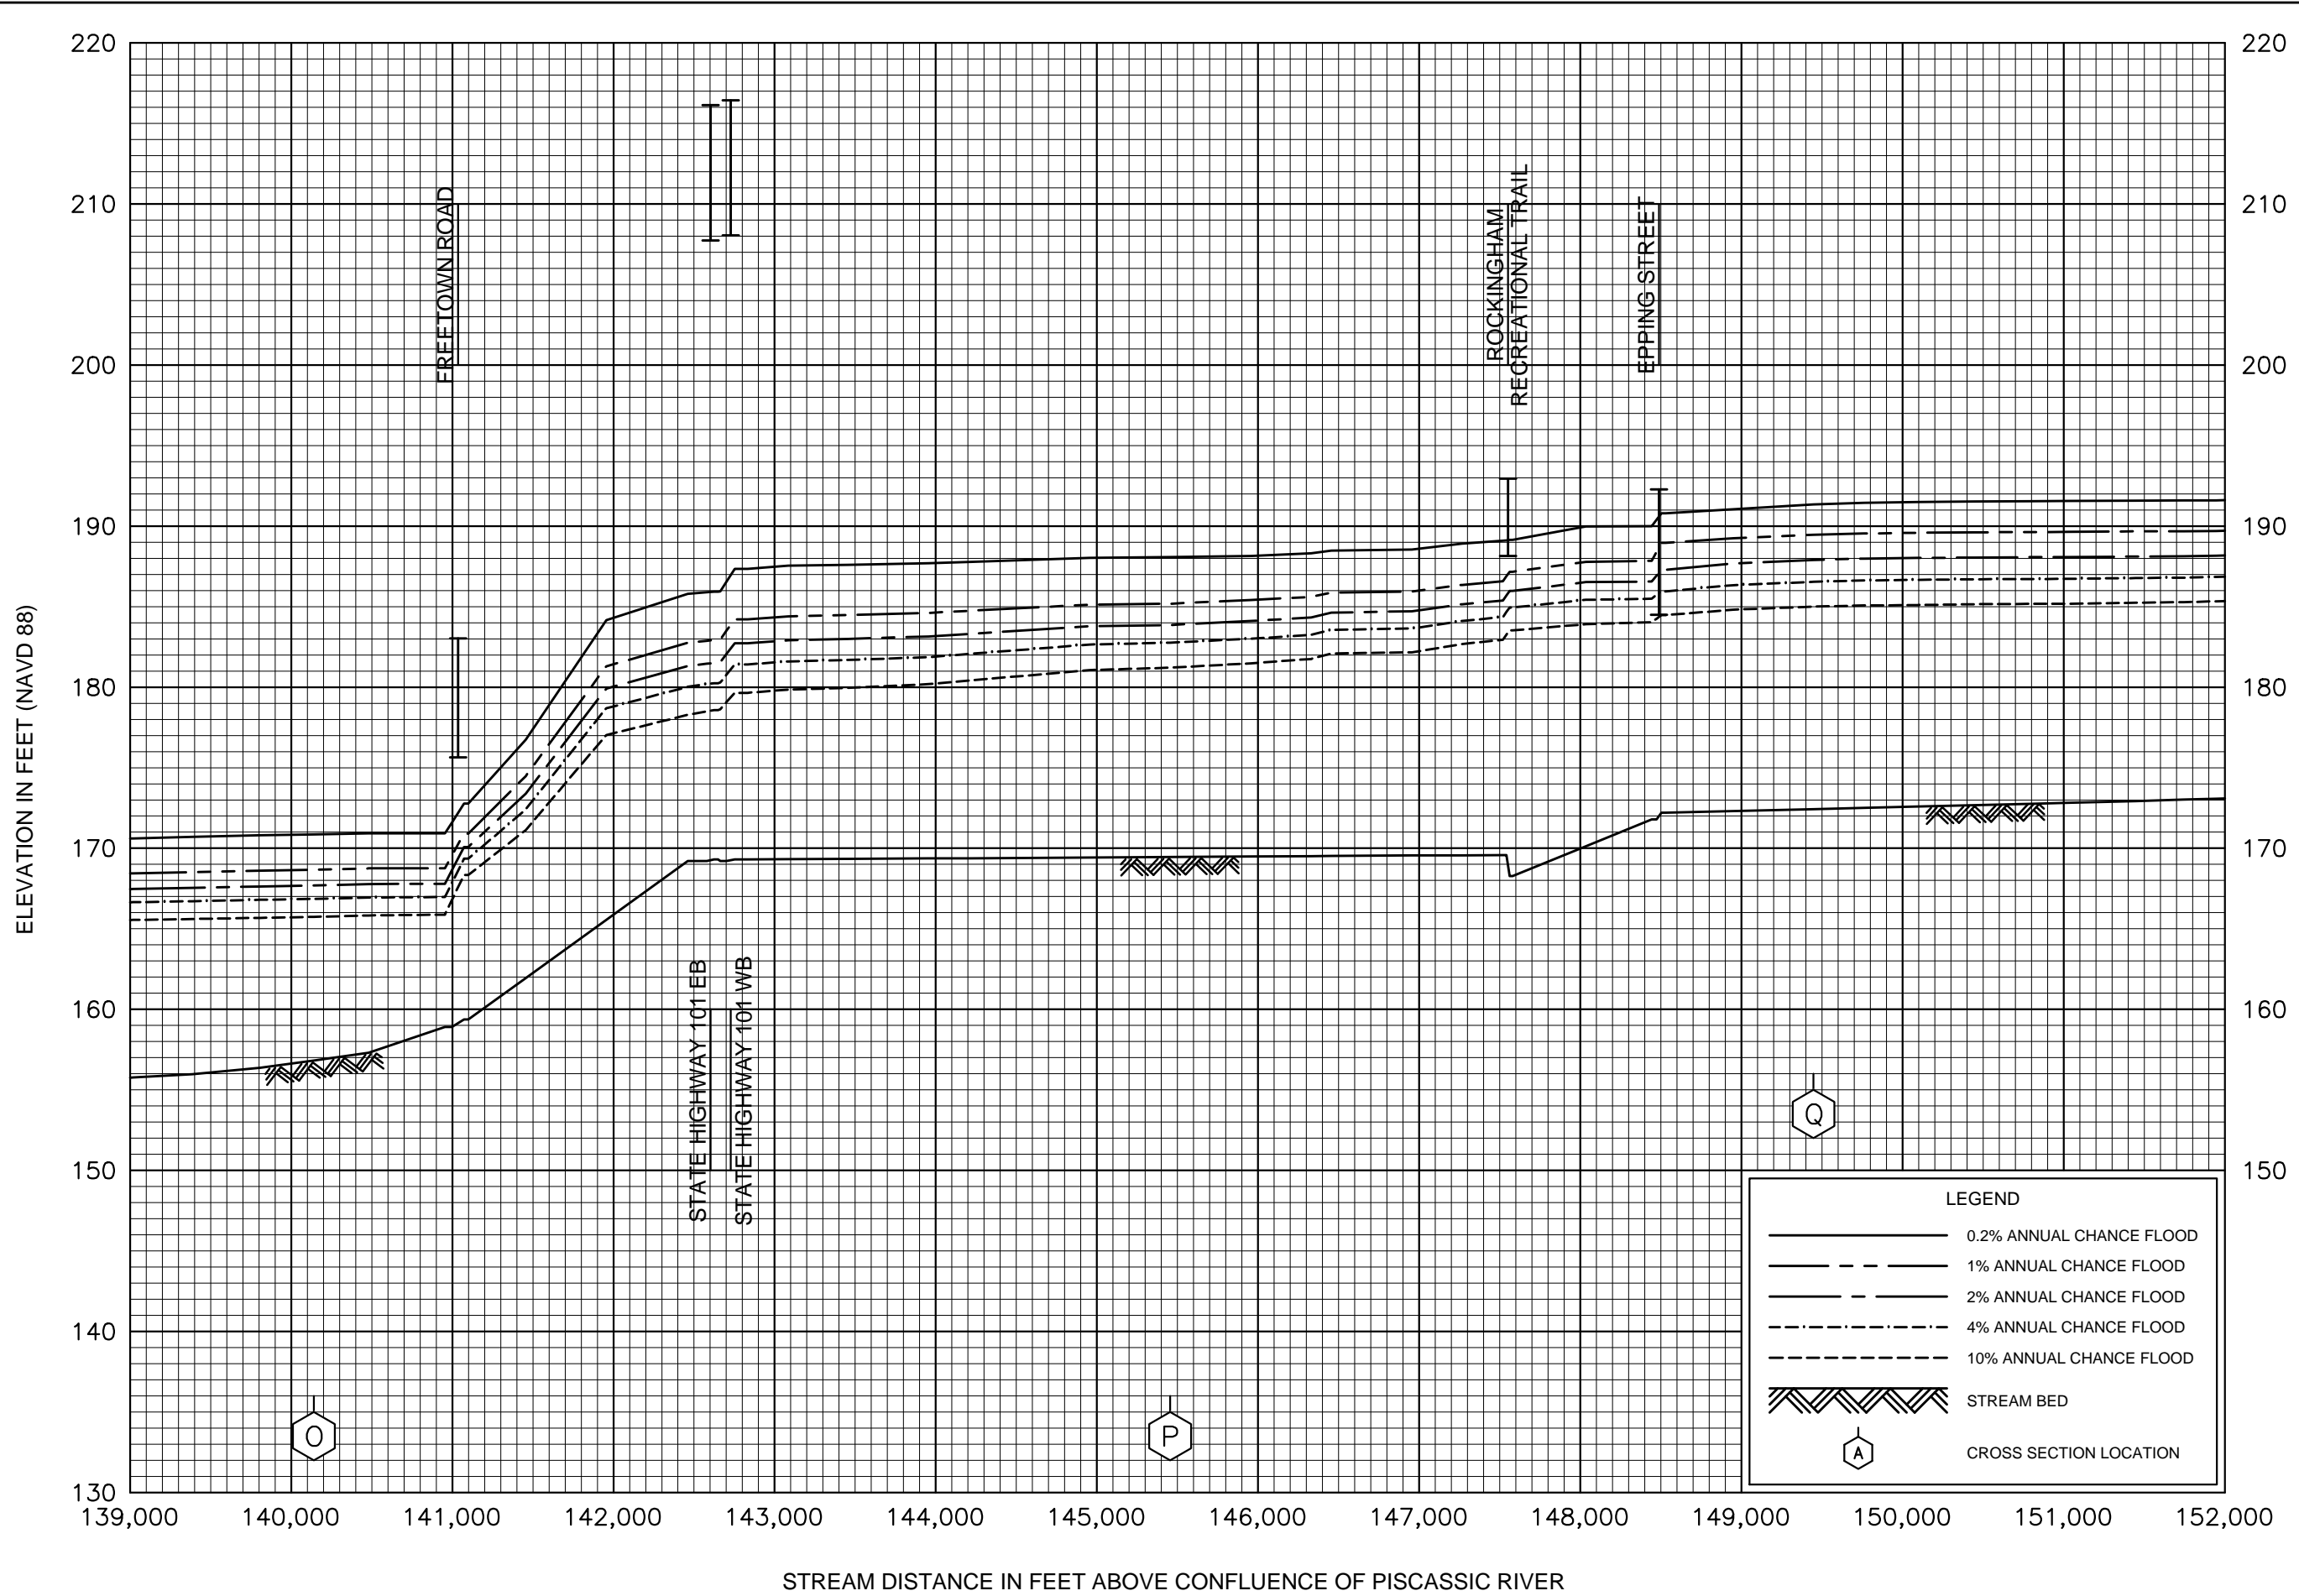 220
210
200
190
180
170
160
150
140
130
220
210
200
190
180
170
160
150
ELEVATION IN FEET (NAVD 88)
FREETOWN ROAD
STATE HIGHWAY 101 EB
STATE HIGHWAY 101 WB
ROCKINGHAM
RECREATIONAL TRAIL
EPPING STREET
O
P
Q
LEGEND
0.2% ANNUAL CHANCE FLOOD
1% ANNUAL CHANCE FLOOD
2% ANNUAL CHANCE FLOOD
4% ANNUAL CHANCE FLOOD
10% ANNUAL CHANCE FLOOD
STREAM BED
A
CROSS SECTION LOCATION
139,000
140,000
141,000
142,000
143,000
144,000
145,000
146,000
147,000
148,000
149,000
150,000
151,000
152,000
STREAM DISTANCE IN FEET ABOVE CONFLUENCE OF PISCASSIC RIVER